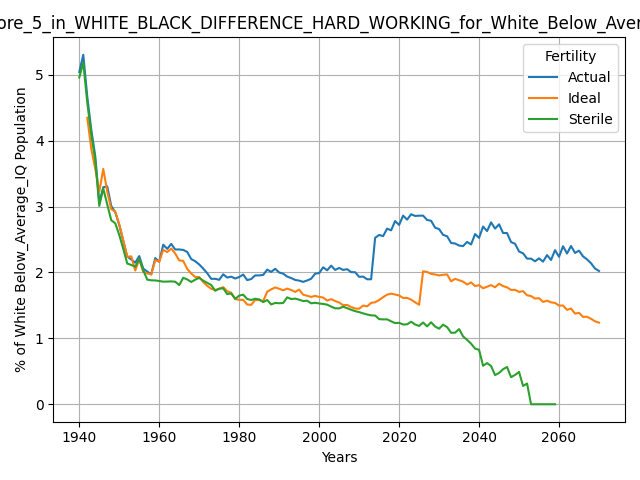 ore_5_in_WHITE_BLACK_DIFFERENCE_HARD_WORKING_for_White_Below_Aver
% of White Below_Average_IQ Population
5
4
3
2
1
0
1940
1960
1980
2000
2020
2040
2060
Years
Fertility
Actual
Ideal
Sterile